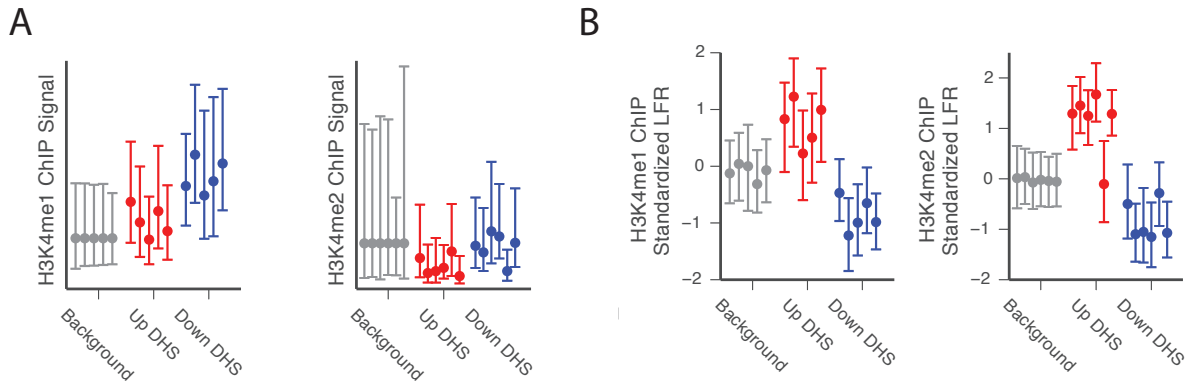 A
H3K4me1 ChIP Signal
Background
Up DHS
Down DHS
H3K4me2 ChIP Signal
Background
Up DHS
Down DHS
B
H3K4me1 ChIP
Standardized LFR
2
1
0
−1
−2
Background
Up DHS
Down DHS
H3K4me2 ChIP
Standardized LFR
2
1
0
−1
−2
Background
Up DHS
Down DHS